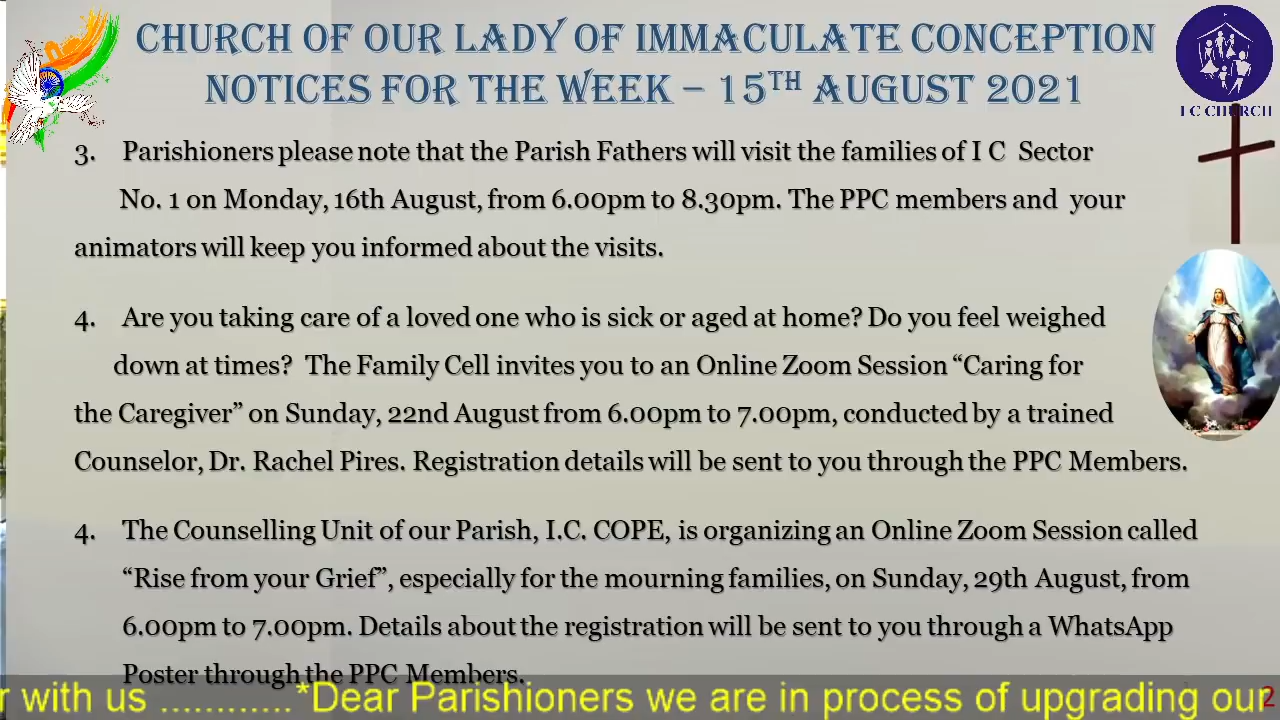 CHURCH OF OUR LADY OF IMMACULATE CONCEPTION
NOTICES FOR THE WEEK – 15TH AUGUST 2021
I C CHURCH
3. Parishioners please note that the Parish Fathers will visit the families of I C Sector
No. 1 on Monday, 16th August, from 6.00pm to 8.30pm. The PPC members and your
animators will keep you informed about the visits.
4. Are you taking care of a loved one who is sick or aged at home? Do you feel weighed
down at times? The Family Cell invites you to an Online Zoom Session “Caring for
the Caregiver” on Sunday, 22nd August from 6.00pm to 7.00pm, conducted by a trained
Counselor, Dr. Rachel Pires. Registration details will be sent to you through the PPC Members.
4. The Counselling Unit of our Parish, I.C. COPE, is organizing an Online Zoom Session called
“Rise from your Grief”, especially for the mourning families, on Sunday, 29th August, from
6.00pm to 7.00pm. Details about the registration will be sent to you through a WhatsApp
Poster through the PPC Members.
r with us ............*Dear Parishioners we are in process of upgrading our
2